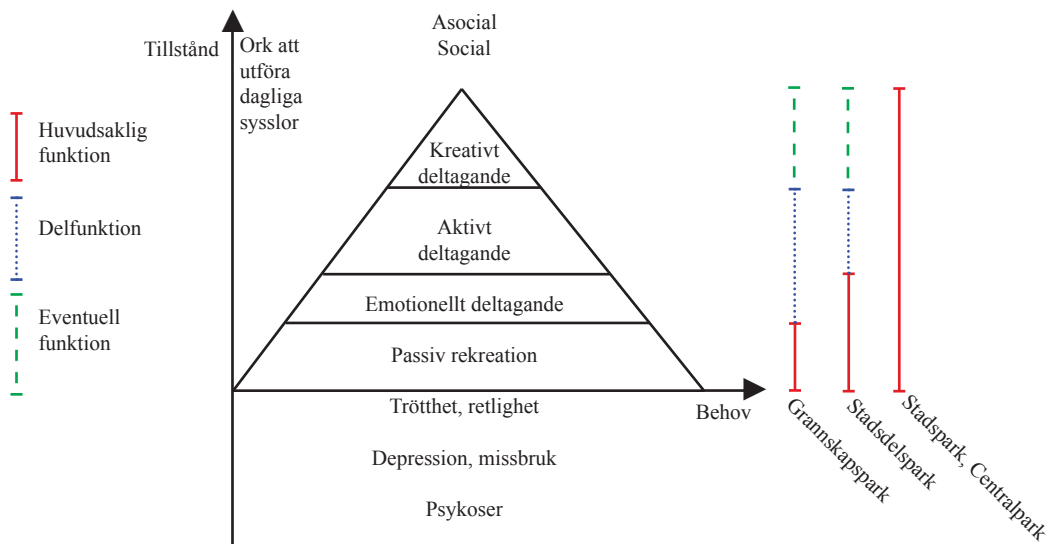 Asocial
Social
Tillstånd
Ork att
utföra
dagliga
sysslor
Huvudsaklig
funktion
Delfunktion
Eventuell
funktion
Kreativt
deltagande
Aktivt
deltagande
Emotionellt deltagande
Passiv rekreation
Trötthet, retlighet
Behov
Depression, missbruk
Psykoser
Grannskapspark
Stadsdelspark
Stadspark, Centralpark